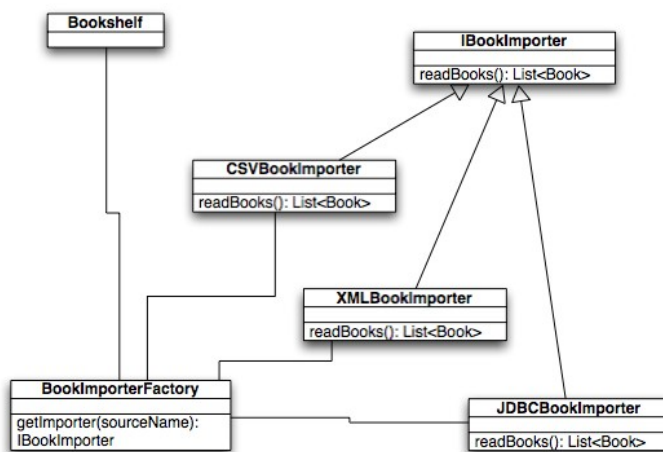 Bookshelf
IBookImporter
readBooks(): List<Book>
CSVBookImporter
readBooks(): List<Book>
XMLBookImporter
readBooks(): List<Book>
BookImporterFactory
getImporter(sourceName):
IBookImporter
JDBCBookImporter
readBooks(): List<Book>